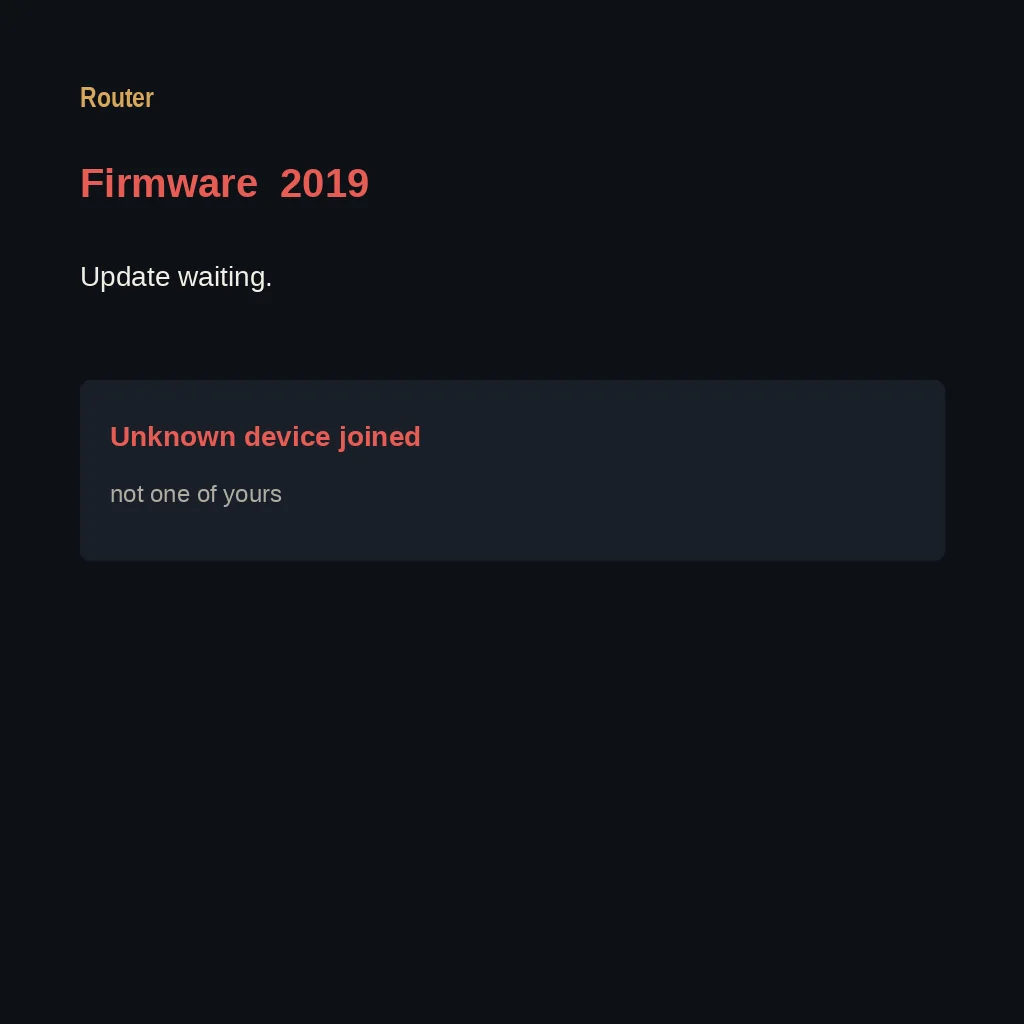 Router
Firmware 2019
Update waiting.
Unknown device joined
not one of yours